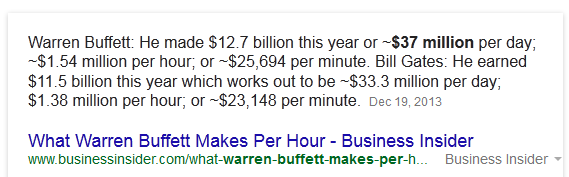 Warren Buffett: He made $12.7 billion this year or ~$37 million per day;
~$1.54 million per hour; or ~$25,694 per minute. Bill Gates: He earned
$11.5 billion this year which works out to be ~$33.3 million per day;
$1.38 million per hour; or ~$23,148 per minute. Dec 19, 2013
What Warren Buffett Makes Per Hour - Business Insider
www.businessinsider.com/what-warren-buffett-makes-per-h... Business Insider